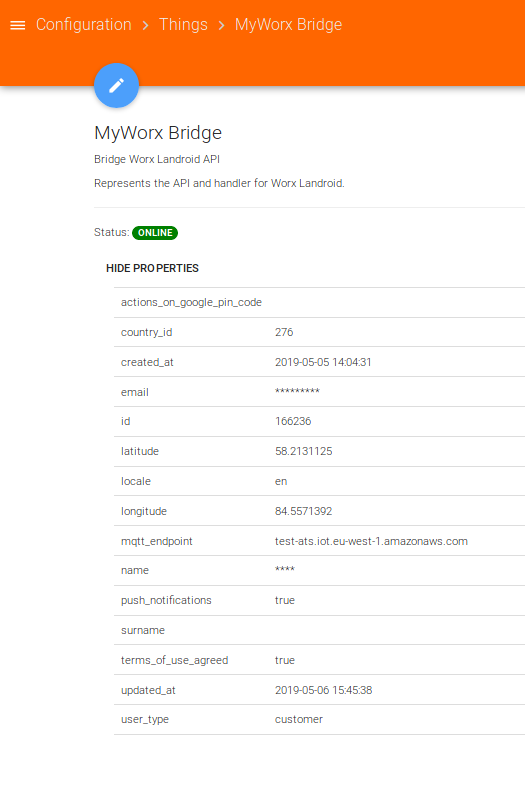 Configuration > Things > MyWorx Bridge
MyWorx Bridge
Bridge Worx Landroid API
Represents the API and handler for Worx Landroid.
Status: ONLINE
HIDE PROPERTIES
actions_on_google_pin_code
country_id 276
created_at 2019-05-05 14:04:31
email *********
id 166236
latitude 58.2131125
locale en
longitude 84.5571392
mqtt_endpoint test-ats.iot.eu-west-1.amazonaws.com
name ****
push_notifications true
surname
terms_of_use_agreed true
updated_at 2019-05-06 15:45:38
user_type customer